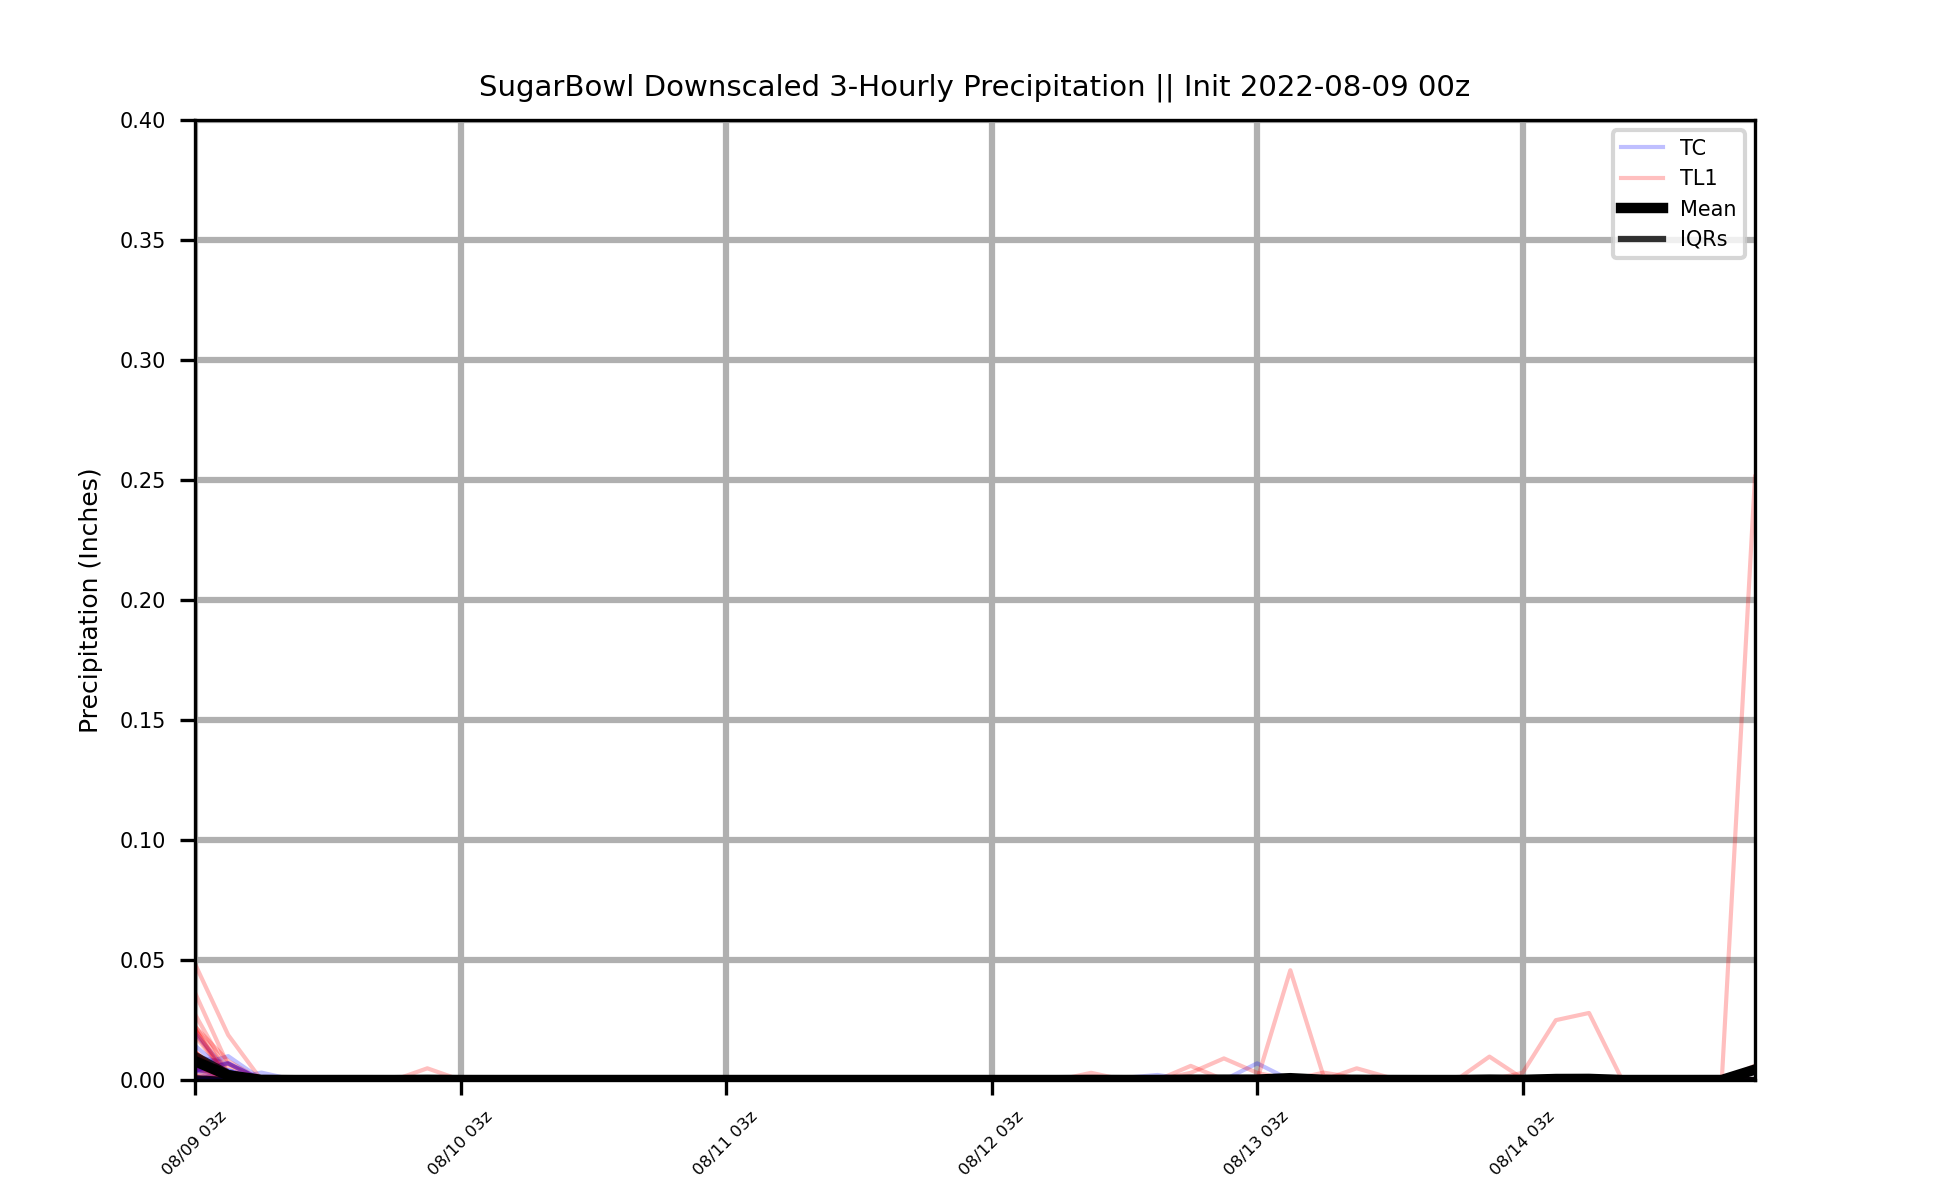 SugarBowl Downscaled 3-Hourly Precipitation || Init 2022-08-09 00z
Precipitation (Inches)
0.40
0.35
0.30
0.25
0.20
0.15
0.10
0.05
0.00
TC
TL1
Mean
IQRs
08/09 03z
08/10 03z
08/11 03z
08/12 03z
08/13 03z
08/14 03z